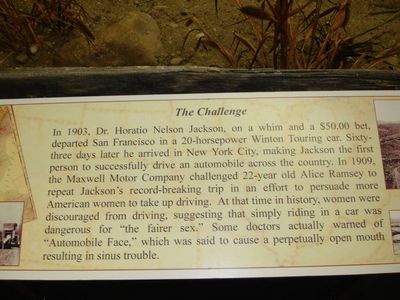 The Challenge
In 1903, Dr. Horatio Nelson Jackson, on a whim and a $50.00 bet,
departed San Francisco in a 20-horsepower Winton Touring car. Sixty-
three days later he arrived in New York City, making Jackson the first
person to successfully drive an automobile across the country. In 1909,
the Maxwell Motor Company challenged 22-year old Alice Ramsey to
repeat Jackson's record-breaking trip in an effort to persuade more
American women to take up driving. At that time in history, women were
discouraged from driving, suggesting that simply riding in a car was
dangerous for "the fairer sex." Some doctors actually warned of
"Automobile Face," which was said to cause a perpetually open mouth
resulting in sinus trouble.